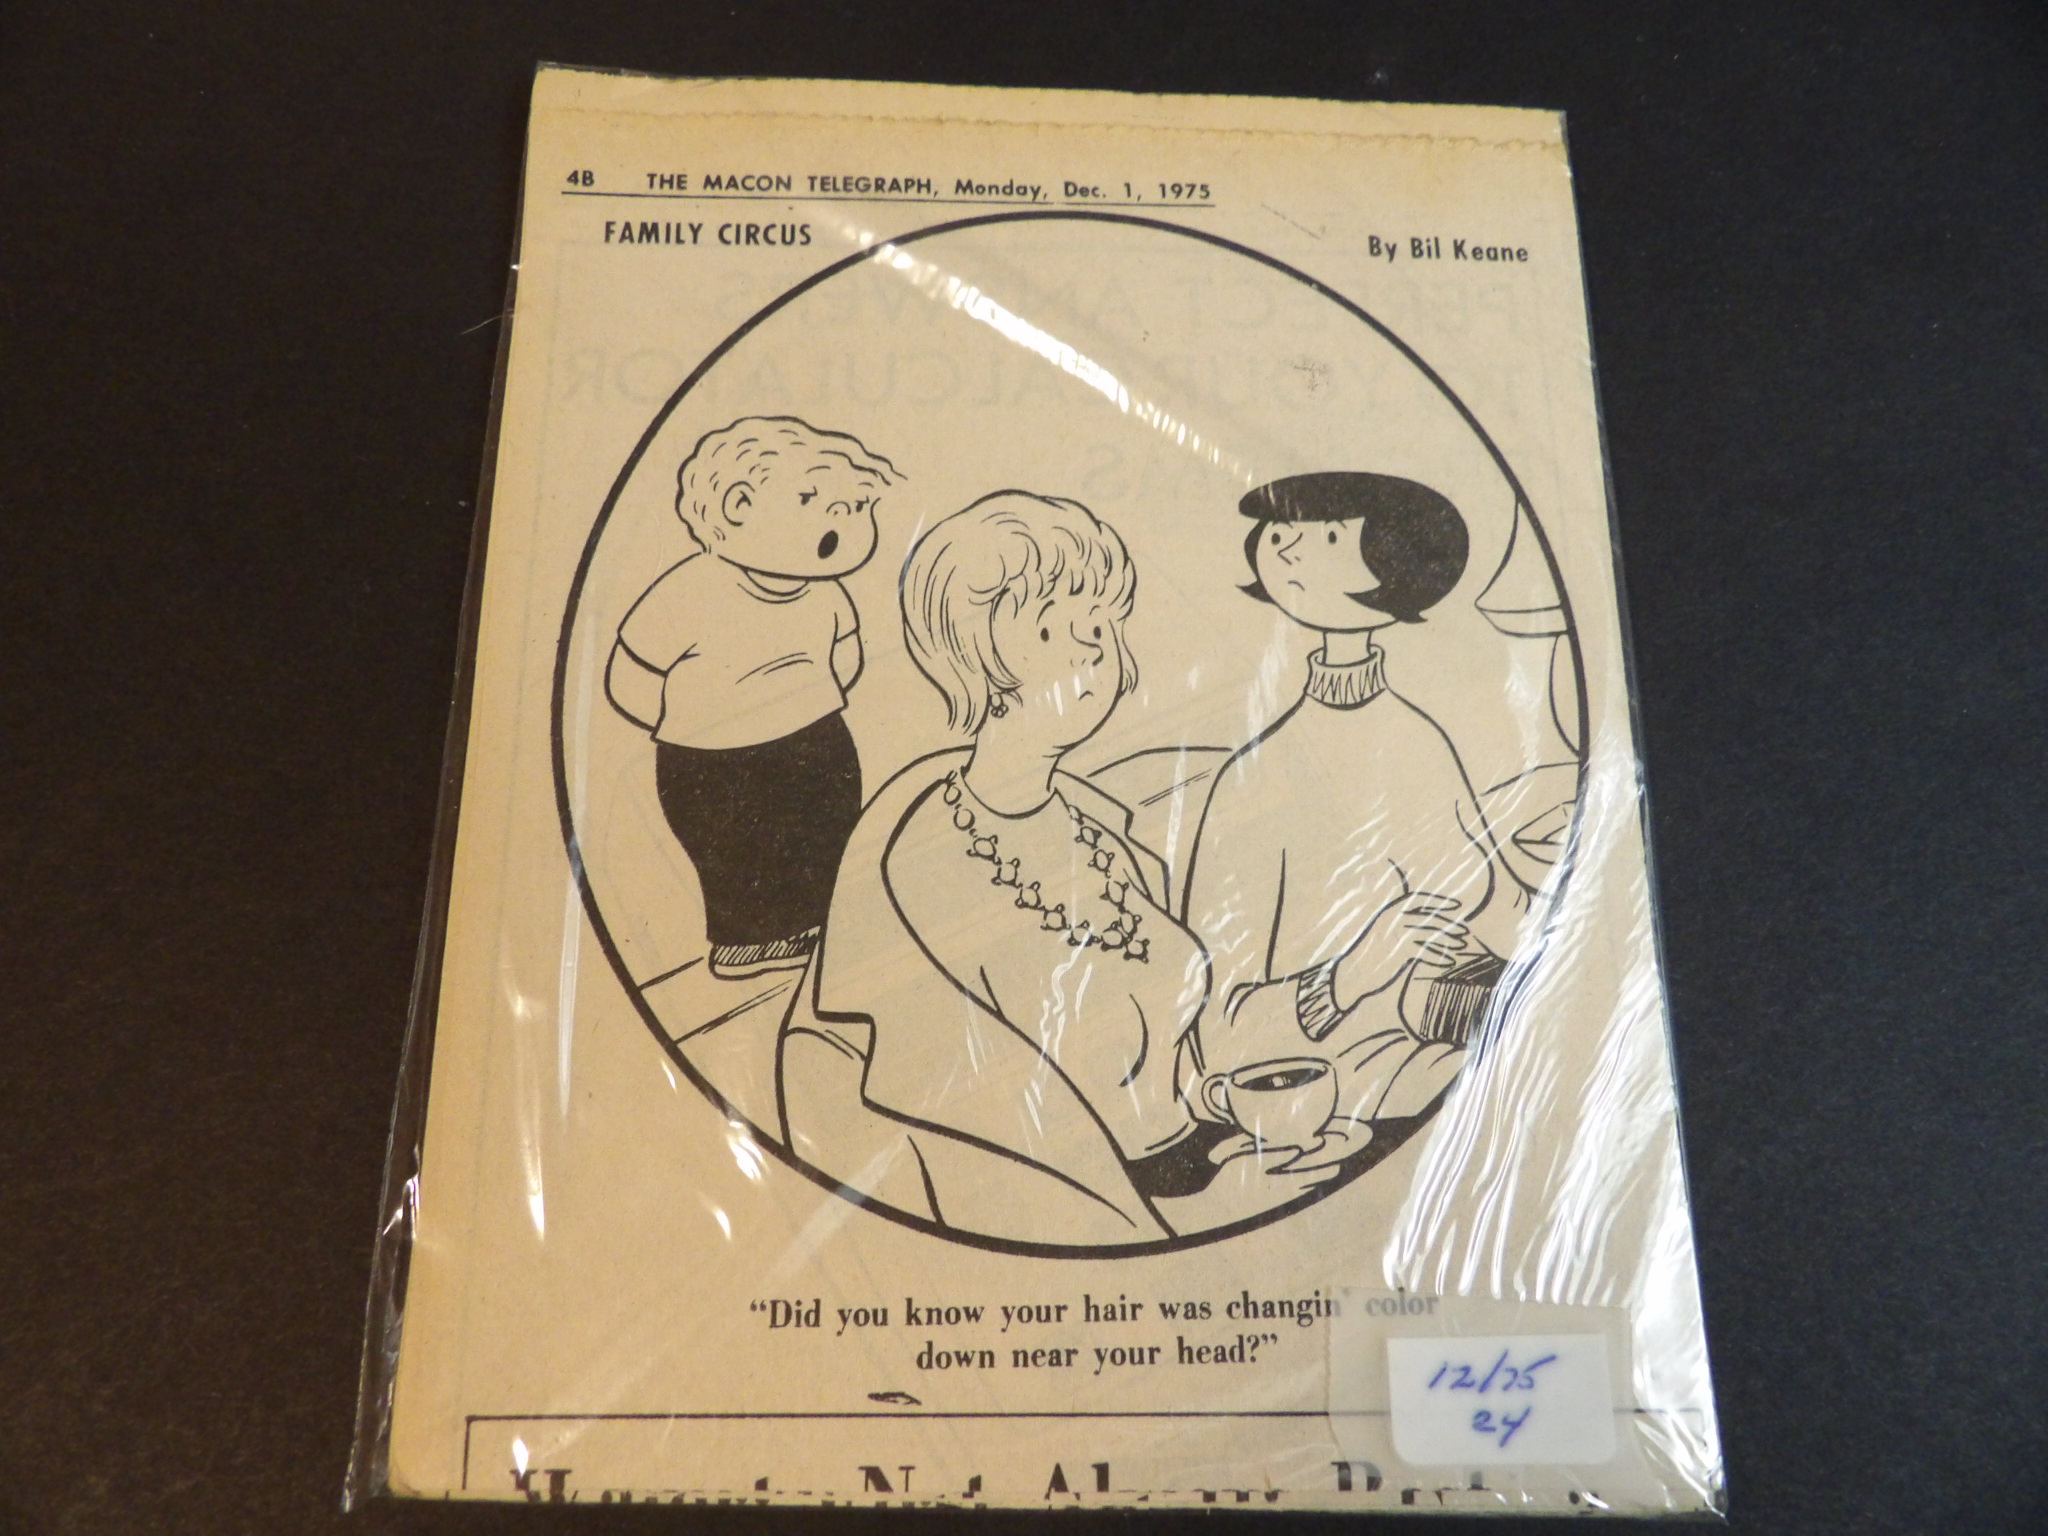 4B THE MACON TELEGRAPH, Monday, Dec. 1, 1975
FAMILY CIRCUS
By Bil Keane
"Did you know your hair was changin' color
down near your head?"
12/75
24